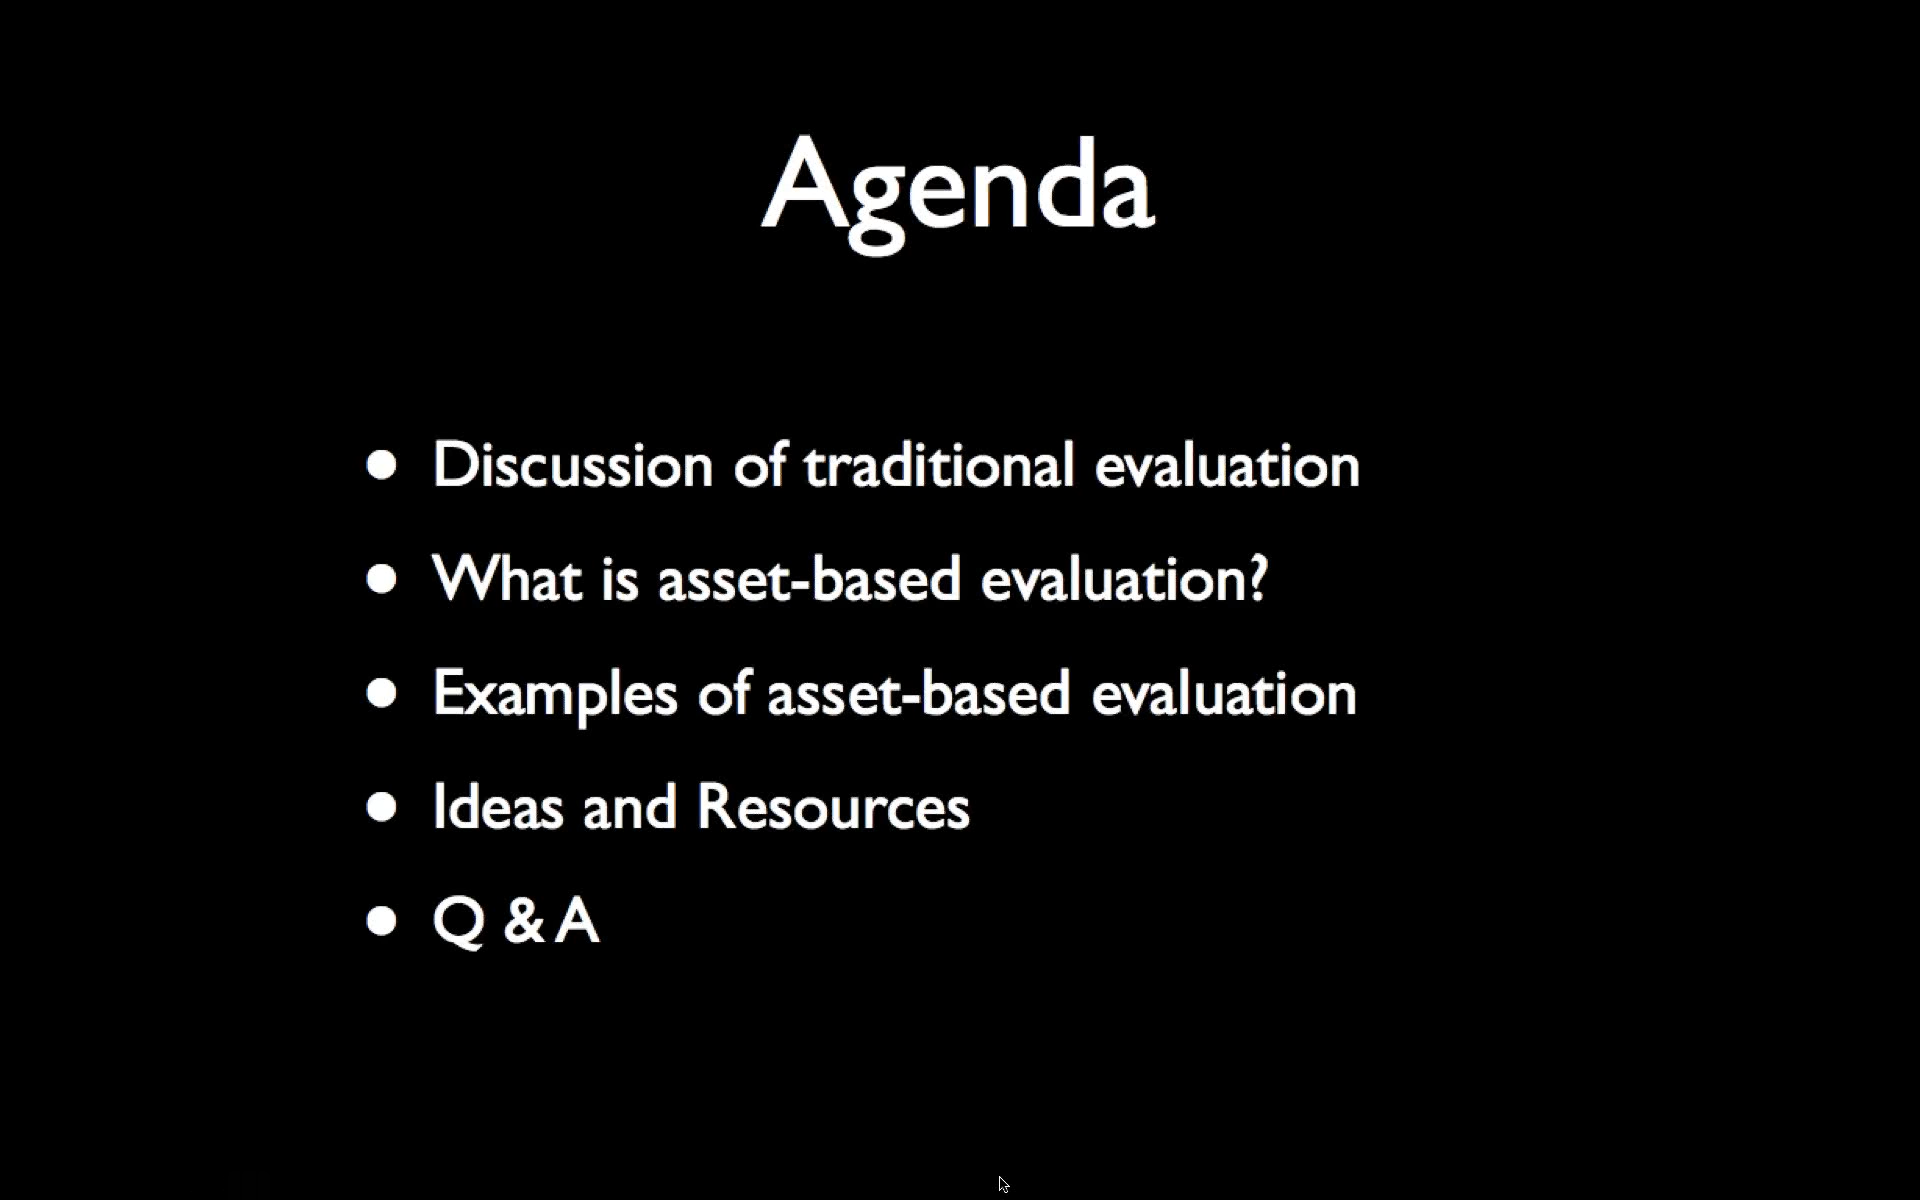 Agenda
• Discussion of traditional evaluation
• What is asset-based evaluation?
• Examples of asset-based evaluation
• Ideas and Resources
• Q & A